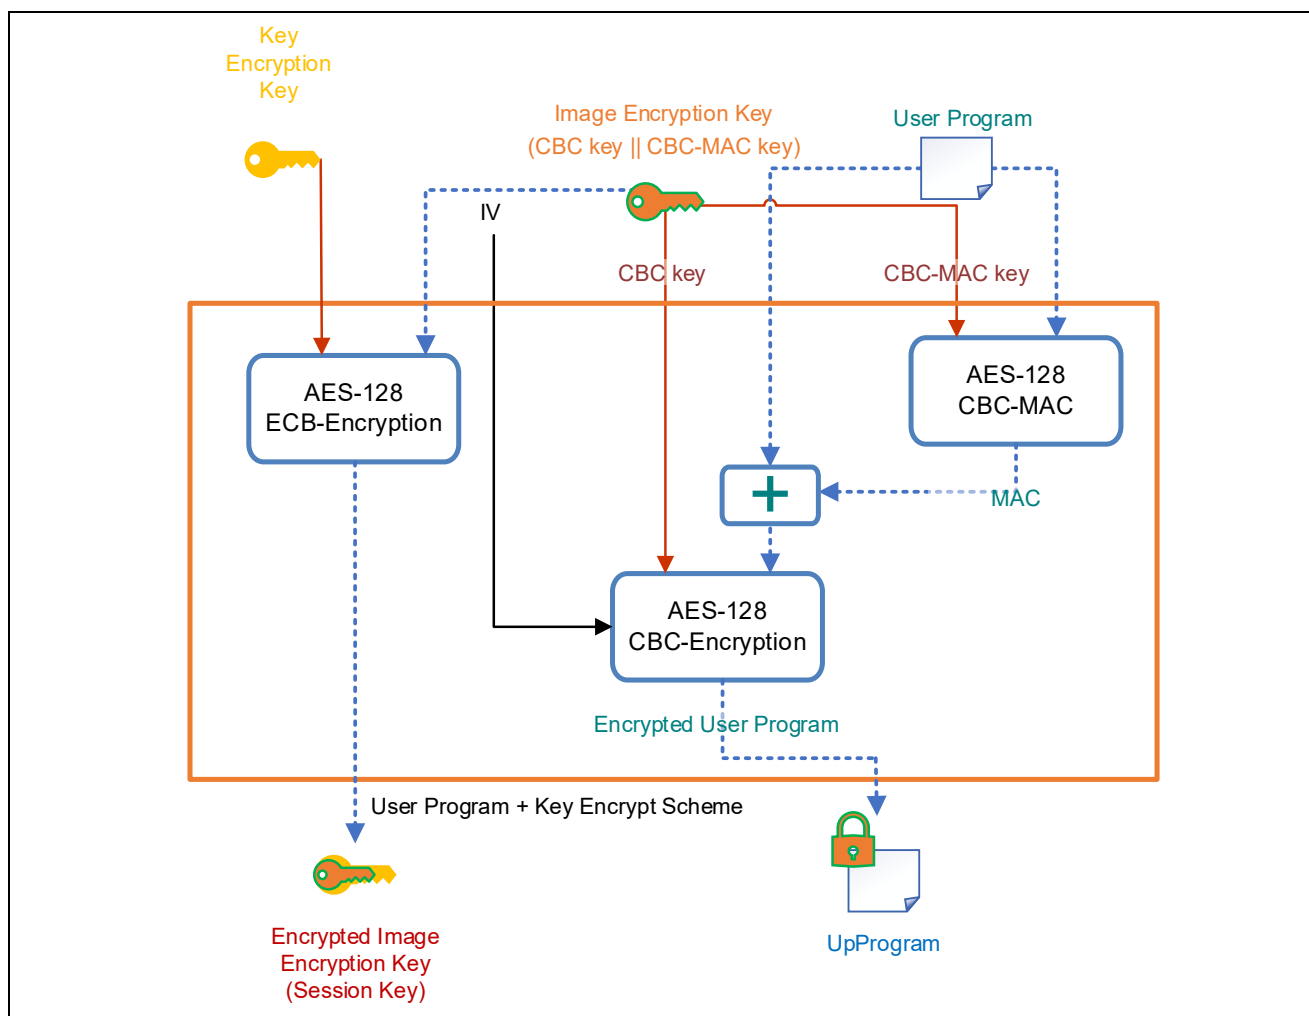 Key
Encryption
Key
Image Encryption Key
(CBC key || CBC-MAC key)
User Program
IV
CBC key
CBC-MAC key
AES-128
ECB-Encryption
AES-128
CBC-MAC
+
MAC
AES-128
CBC-Encryption
Encrypted User Program
User Program + Key Encrypt Scheme
Encrypted Image
Encryption Key
(Session Key)
UpProgram